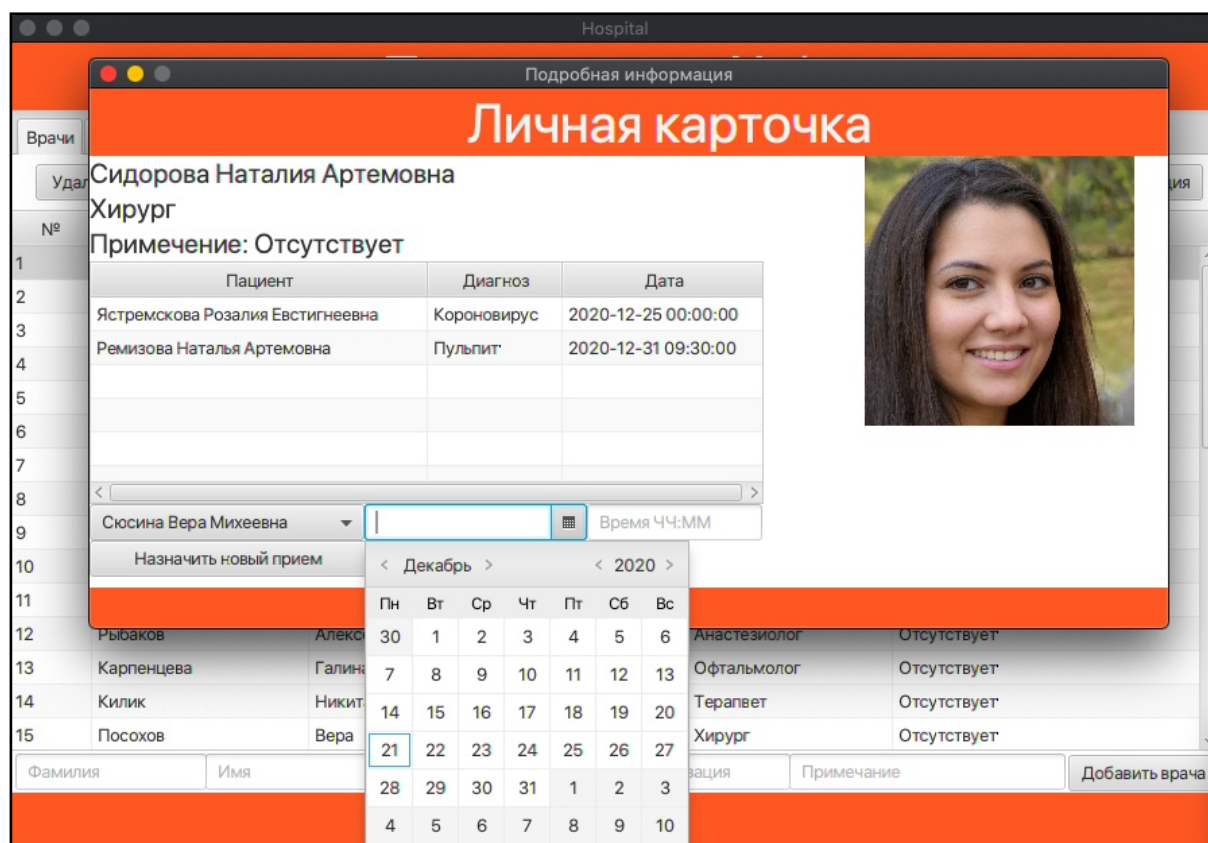 Hospital
Подробная информация
Личная карточка
Врачи
Сидорова Наталия Артемовна
Хирург
Примечение: Отсутствует
№
Пациент Диагноз Дата
Ястремскова Розалия Евстигнеевна Короновирус 2020-12-25 00:00:00
Ремизова Наталья Артемовна Пульпит 2020-12-31 09:30:00
1
2
3
4
5
6
7
8
9
10
11
Сюсина Вера Михеевна Время ЧЧ:ММ
Назначить новый прием
< Декабрь > < 2020 >
Пн Вт Ср Чт Пт Сб Вс
30 1 2 3 4 5 6
7 8 9 10 11 12 13
14 15 16 17 18 19 20
21 22 23 24 25 26 27
28 29 30 31 1 2 3
4 5 6 7 8 9 10
12 Рыбаков Анастезиолог Отсутствует
13 Карпенцева Галина Офтальмолог Отсутствует
14 Килик Никит Терапвет Отсутствует
15 Посохов Вера Хирург Отсутствует
Фамилия Имя Примечание Добавить врача